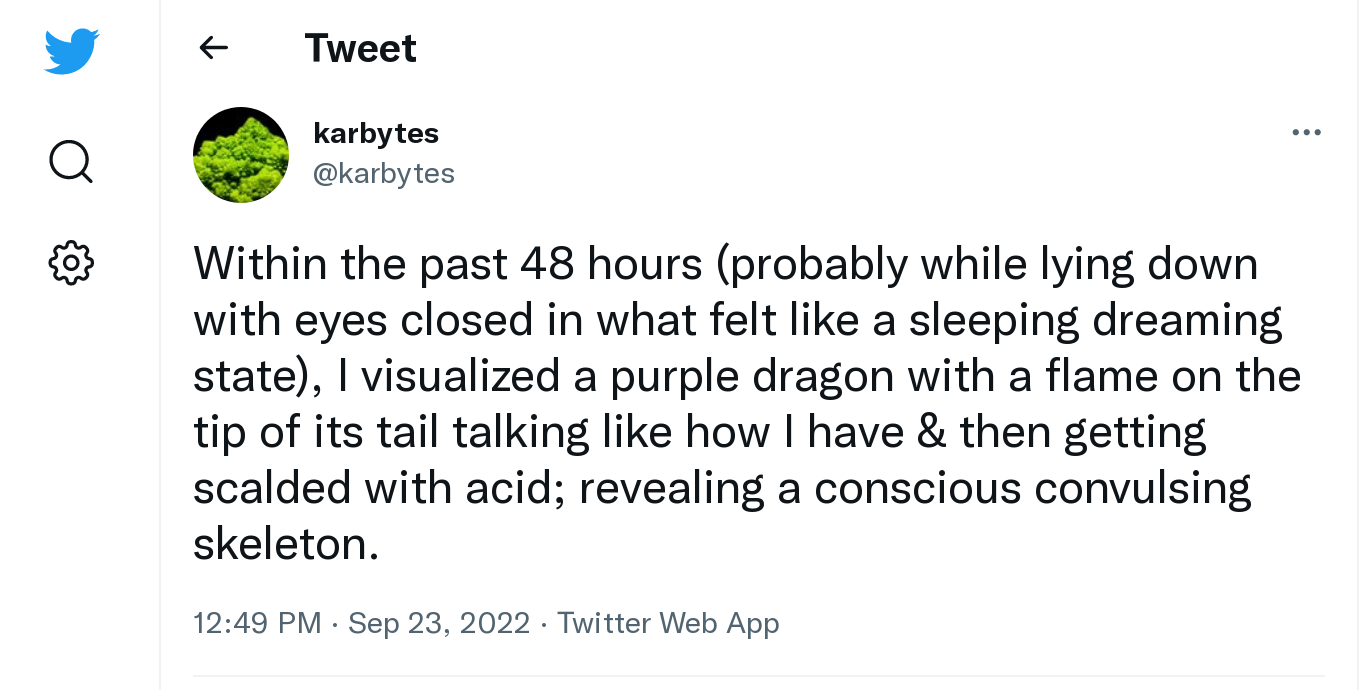 Tweet
karbytes
@karbytes
Within the past 48 hours (probably while lying down
with eyes closed in what felt like a sleeping dreaming
state), I visualized a purple dragon with a flame on the
tip of its tail talking like how I have & then getting
scalded with acid; revealing a conscious convulsing
skeleton.
12:49 PM · Sep 23, 2022 · Twitter Web App